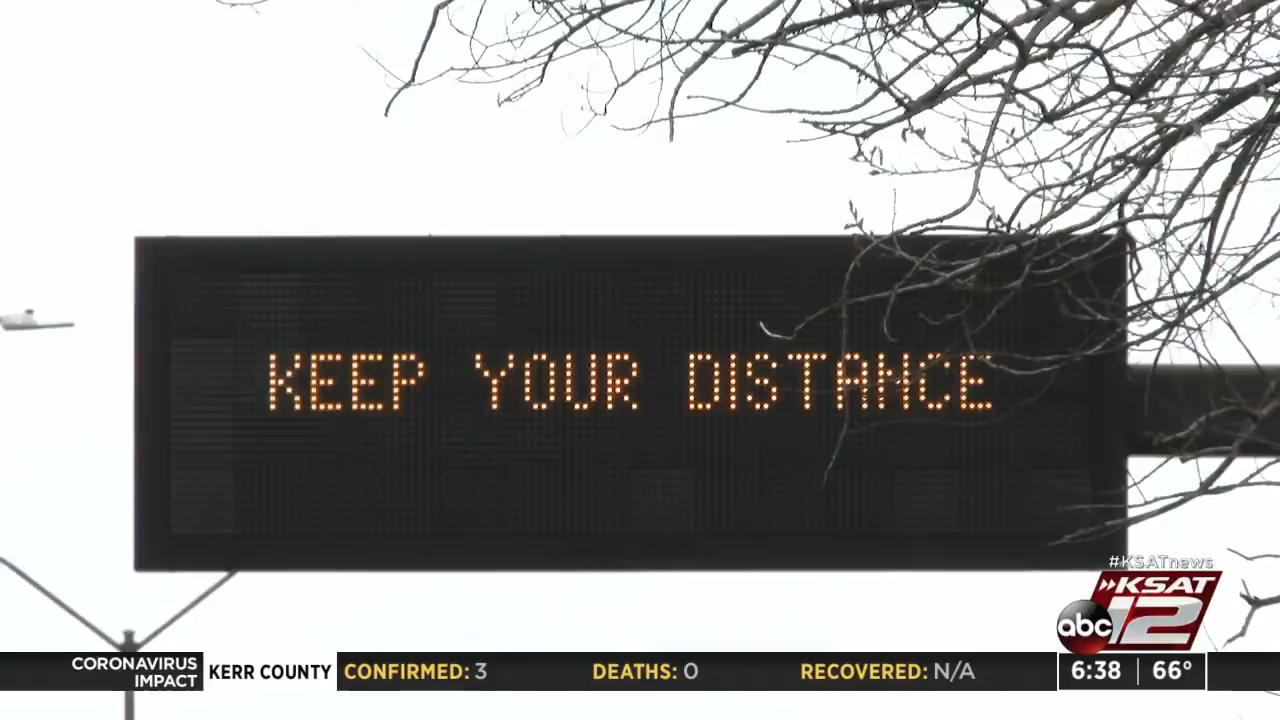 KEEP YOUR DISTANCE
#KSATnews
KSAT
abc 12
CORONAVIRUS IMPACT
KERR COUNTY
CONFIRMED: 3
DEATHS: 0
RECOVERED: N/A
6:38
66°